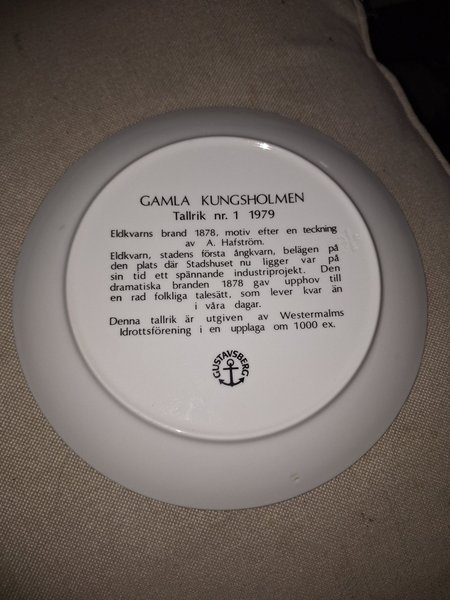 GAMLA KUNGSHOLMEN
Tallrik nr. 1 1979
Eldkvarns brand 1878, motiv efter en teckning
av A. Hafström.
Eldkvarn, stadens första ångkvarn, belägen på
den plats där Stadshuset nu ligger var på
sin tid ett spännande industriprojekt. Den
dramatiska branden 1878 gav upphov till
en rad folkliga talesätt, som lever kvar än
i våra dagar.
Denna tallrik är utgiven av Westermalms
Idrottsförening i en upplaga om 1000 ex.
GUSTAVSBERG